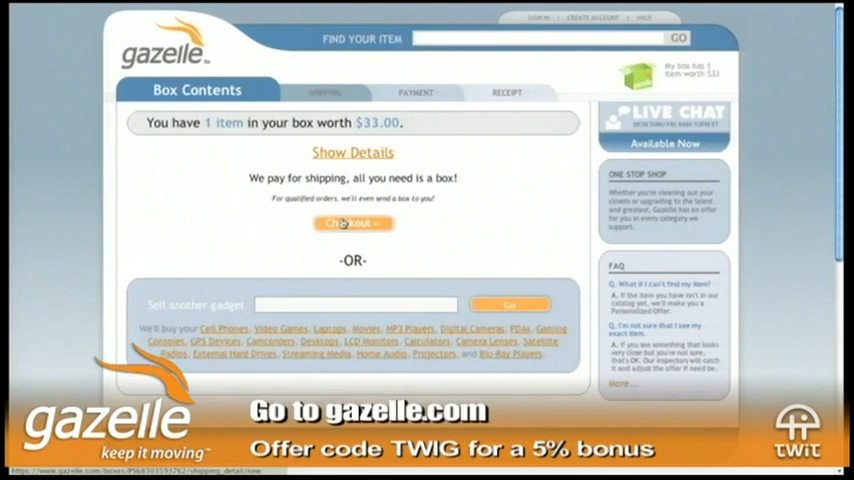 SIGN IN | CREATE ACCOUNT | HELP
gazelle™
FIND YOUR ITEM
GO
My box has 1
item worth $33
Box Contents
SHIPPING
PAYMENT
RECEIPT
You have 1 item in your box worth $33.00.
Show Details
We pay for shipping, all you need is a box!
For qualified orders, we'll even send a box to you!
Checkout »
-OR-
Sell another gadget
Go
We'll buy your Cell Phones, Video Games, Laptops, Movies, MP3 Players, Digital Cameras, PDAs, Gaming
Consoles, GPS Devices, Camcorders, Desktops, LCD Monitors, Calculators, Camera Lenses, Satellite
Radios, External Hard Drives, Streaming Media, Home Audio, Projectors, and Blu-Ray Players.
LIVE CHAT
MON THRU FRI 9AM-10PM ET
Available Now
ONE STOP SHOP
Whether you're cleaning out your
closets or upgrading to the latest
and greatest, Gazelle has an offer
for you in every category we
support.
FAQ
Q. What if I can't find my item?
A. If the item you have isn't in our
catalog yet, we'll make you a
Personalized Offer.
Q. I'm not sure that I see my
exact item.
A. If you see something that looks
very close but you're not sure,
that's OK. Our inspectors will
catch it and adjust the offer if need be.
More...
gazelle
keep it moving™
Go to gazelle.com
Offer code TWIG for a 5% bonus
TWiT